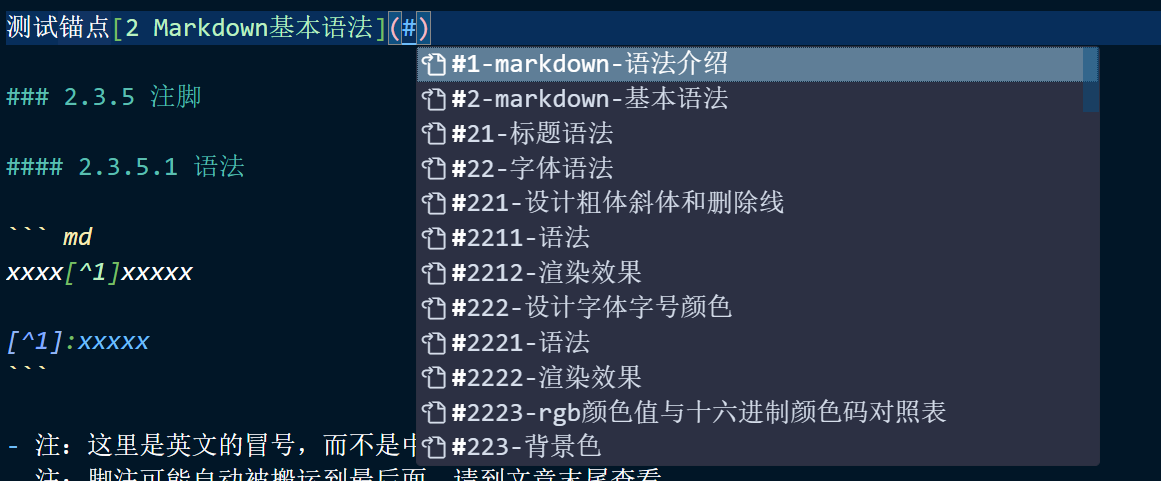 测试锚点[2 Markdown基本语法](#)
#1-markdown-语法介绍
#2-markdown-基本语法
#21-标题语法
#22-字体语法
#221-设计粗体斜体和删除线
#2211-语法
#2212-渲染效果
#222-设计字体字号颜色
#2221-语法
#2222-渲染效果
#2223-rgb颜色值与十六进制颜色码对照表
#223-背景色
### 2.3.5 注脚
#### 2.3.5.1 语法
``` md
xxxx[^1]xxxxx
[^1]:xxxxx
```
- 注：这里是英文的冒号，而不是中
注：脚注可能自动被搬运到最后面，请到文章末尾查看